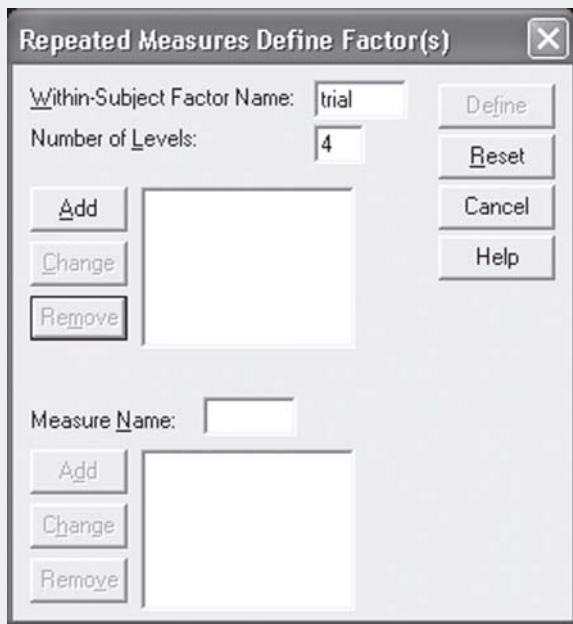 Repeated Measures Define Factor(s)
Within-Subject Factor Name: trial
Define
Number of Levels: 4
Reset
Add
Cancel
Change
Help
Remove
Measure Name:
Add
Change
Remove